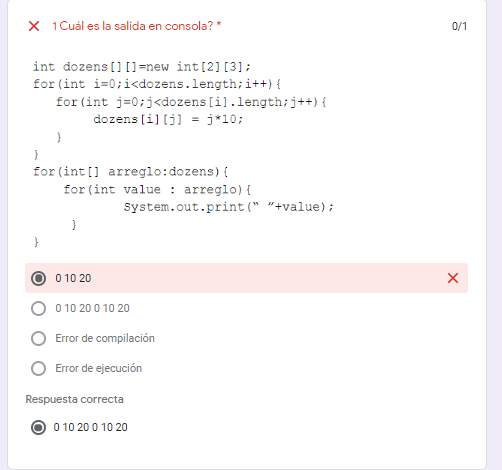 1 Cuál es la salida en consola? *
0/1
int dozens[][]=new int[2][3];
for(int i=0;i<dozens.length;i++){
for(int j=0;j<dozens[i].length;j++){
dozens[i][j] = j*10;
}
}
for(int[] arreglo:dozens){
for(int value : arreglo){
System.out.print(“ ”+value);
}
}
0 10 20
0 10 20 0 10 20
Error de compilación
Error de ejecución
Respuesta correcta
0 10 20 0 10 20